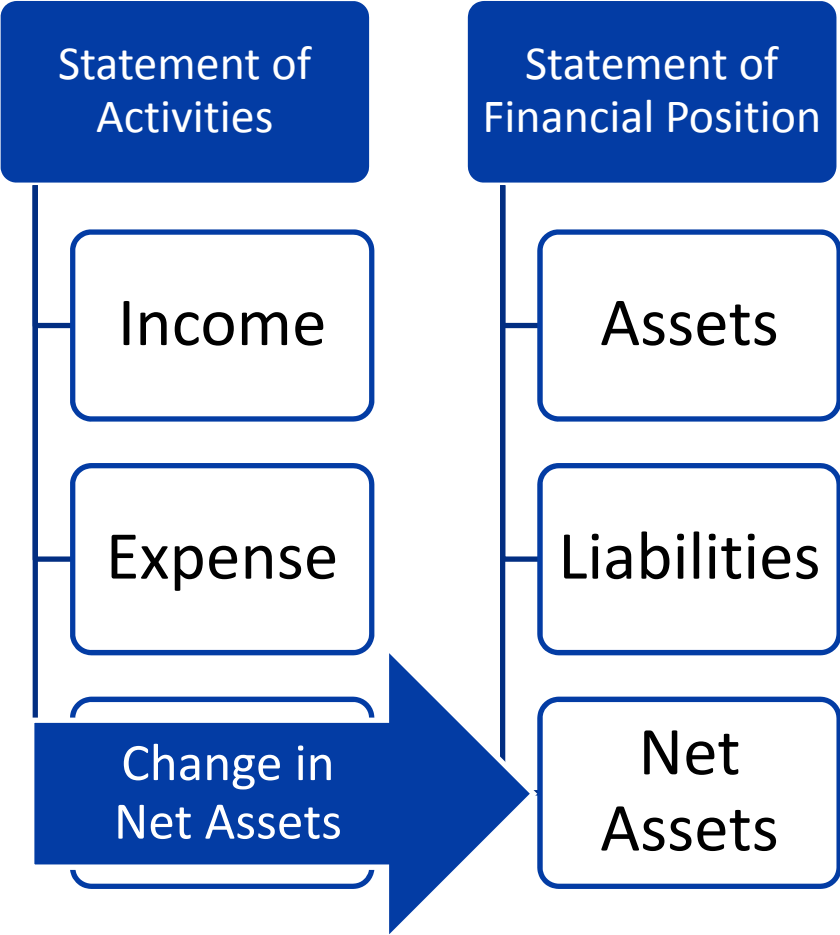 Statement of
Activities
Income
Expense
Change in
Net Assets
Statement of
Financial Position
Assets
Liabilities
Net
Assets